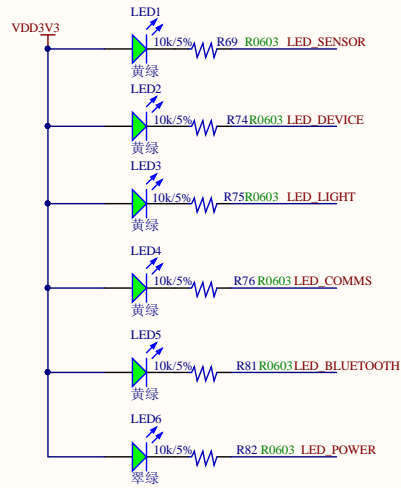 LED1
VDD3V3
10k/5% R69 R0603 LED_SENSOR
黄绿
LED2
10k/5% R74 R0603 LED_DEVICE
黄绿
LED3
10k/5% R75 R0603 LED_LIGHT
黄绿
LED4
10k/5% R76 R0603 LED_COMMS
黄绿
LED5
10k/5% R81 R0603 LED_BLUETOOTH
黄绿
LED6
10k/5% R82 R0603 LED_POWER
翠绿